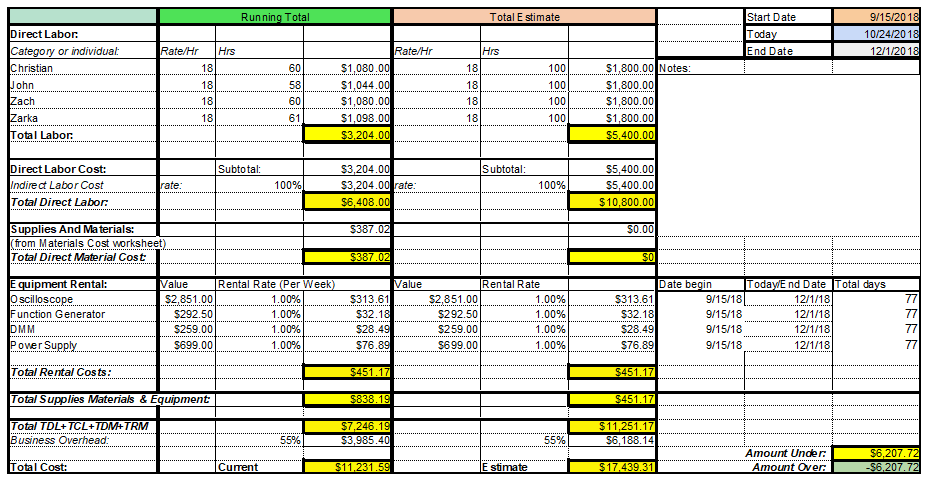 Running Total Total Estimate Start Date 9/15/2018
Direct Labor: Today 10/24/2018
Category or individual: Rate/Hr Hrs Rate/Hr Hrs End Date 12/1/2018
Christian 18 60 $1,080.00 18 100 $1,800.00 Notes:
John 18 58 $1,044.00 18 100 $1,800.00
Zach 18 60 $1,080.00 18 100 $1,800.00
Zarka 18 61 $1,098.00 18 100 $1,800.00
Total Labor: $3,204.00 $5,400.00
Direct Labor Cost: Subtotal: $3,204.00 Subtotal: $5,400.00
Indirect Labor Cost rate: 100% $3,204.00 rate: 100% $5,400.00
Total Direct Labor: $6,408.00 $10,800.00
Supplies And Materials: $387.02 $0.00
(from Materials Cost worksheet)
Total Direct Material Cost: $387.02 $0
Equipment Rental: Value Rental Rate (Per Week) Value Rental Rate Date begin Today/End Date Total days
Oscilloscope $2,851.00 1.00% $313.61 $2,851.00 1.00% $313.61 9/15/18 12/1/18 77
Function Generator $292.50 1.00% $32.18 $292.50 1.00% $32.18 9/15/18 12/1/18 77
DMM $259.00 1.00% $28.49 $259.00 1.00% $28.49 9/15/18 12/1/18 77
Power Supply $699.00 1.00% $76.89 $699.00 1.00% $76.89 9/15/18 12/1/18 77
Total Rental Costs: $451.17 $451.17
Total Supplies Materials & Equipment: $838.19 $451.17
Total TDL+TCL+TDM+TRM $7,246.19 $11,251.17
Business Overhead: 55% $3,985.40 55% $6,188.14
Amount Under: $6,207.72
Total Cost: Current $11,231.59 Estimate $17,439.31 Amount Over: -$6,207.72